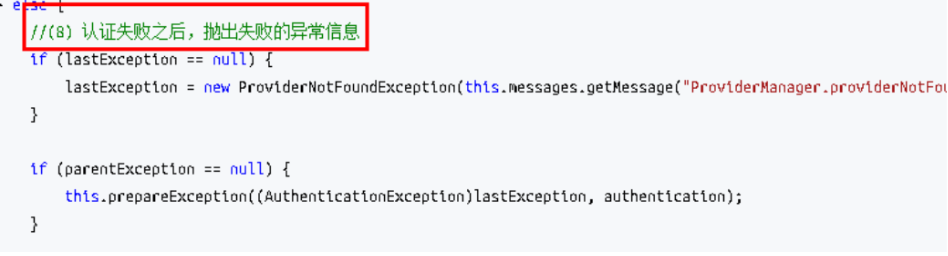 else {
//(8) 认证失败之后，抛出失败的异常信息
if (lastException == null) {
lastException = new ProviderNotFoundException(this.messages.getMessage("ProviderManager.providerNotFou
}
if (parentException == null) {
this.prepareException((AuthenticationException)lastException, authentication);
}